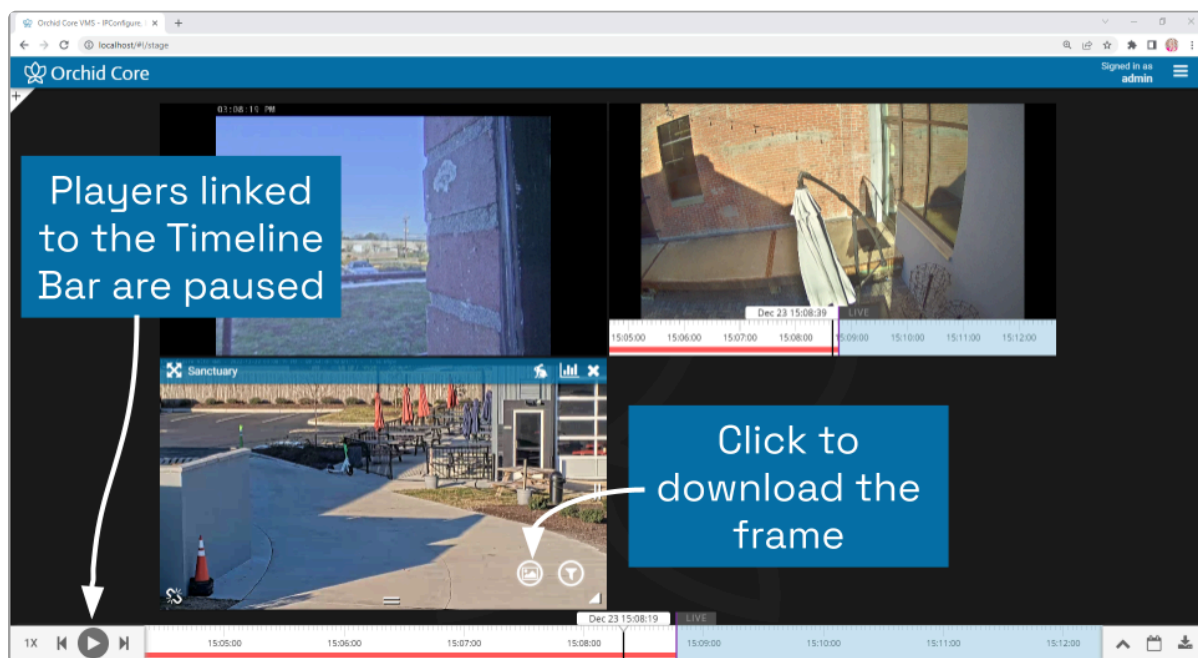 Orchid Core VMS - IPConfigure, I
localhost/#!/stage
Orchid Core
Signed in as
admin
03:08:19 PM
Players linked
to the Timeline
Bar are paused
Dec 23 15:08:39
LIVE
15:05:00 15:06:00 15:07:00 15:08:00 15:09:00 15:10:00 15:11:00 15:12:00
Sanctuary
Click to
download the
frame
Dec 23 15:08:19
LIVE
1X
15:05:00 15:06:00 15:07:00 15:08:00 15:09:00 15:10:00 15:11:00 15:12:00